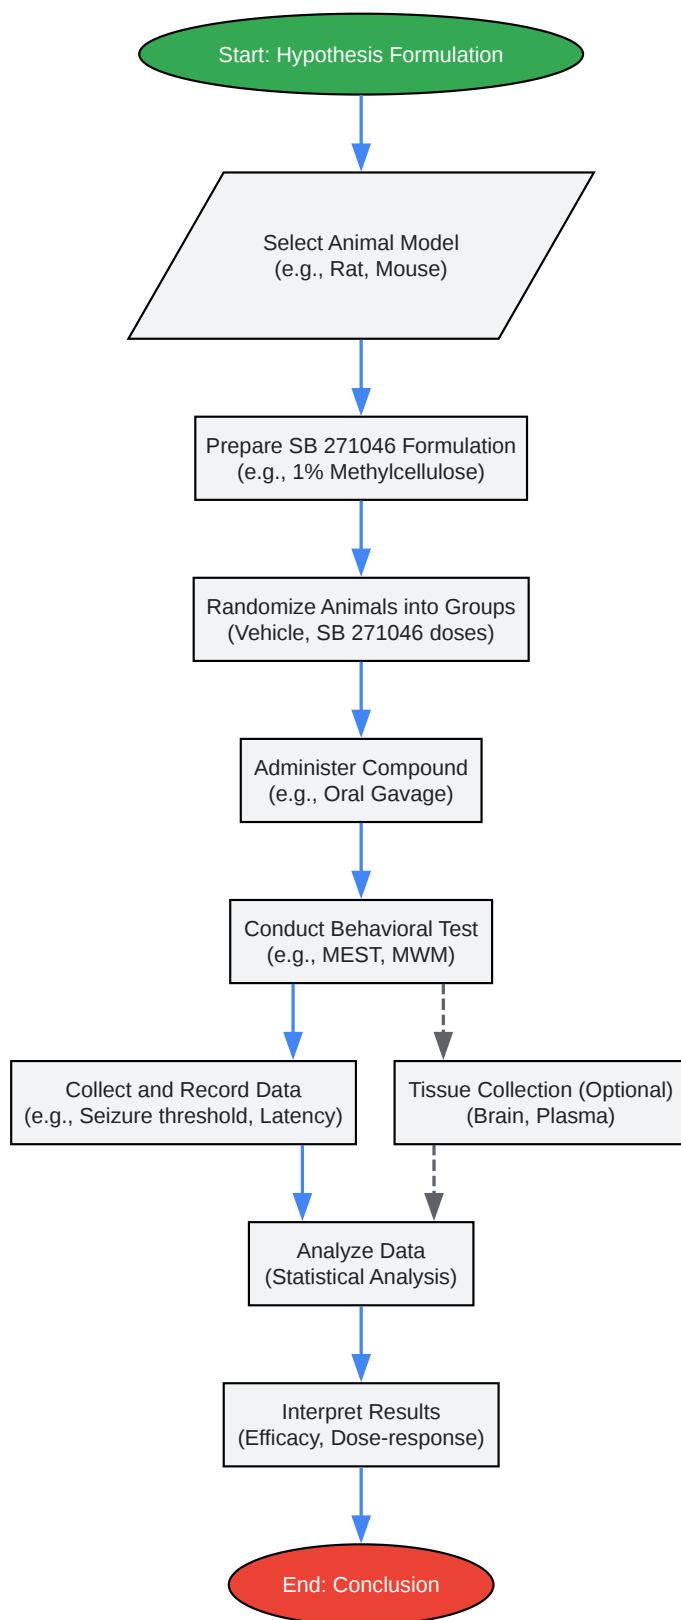 Start: Hypothesis Formulation
Select Animal Model
(e.g., Rat, Mouse)
Prepare SB 271046 Formulation
(e.g., 1% Methylcellulose)
Randomize Animals into Groups
(Vehicle, SB 271046 doses)
Administer Compound
(e.g., Oral Gavage)
Conduct Behavioral Test
(e.g., MEST, MWM)
Collect and Record Data
(e.g., Seizure threshold, Latency)
Tissue Collection (Optional)
(Brain, Plasma)
Analyze Data
(Statistical Analysis)
Interpret Results
(Efficacy, Dose-response)
End: Conclusion